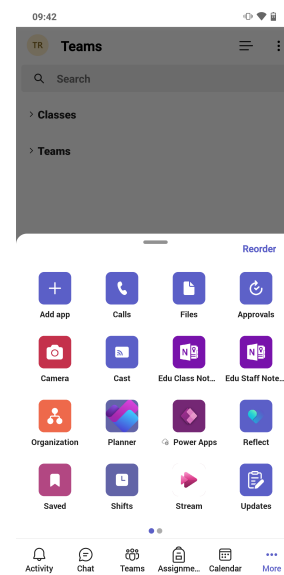 09:42
TR Teams
Search
Classes
Teams
Reorder
Add app Calls Files Approvals
Camera Cast Edu Class Not... Edu Staff Note...
Organization Planner Power Apps Reflect
Saved Shifts Stream Updates
Activity Chat Teams Assignme... Calendar More